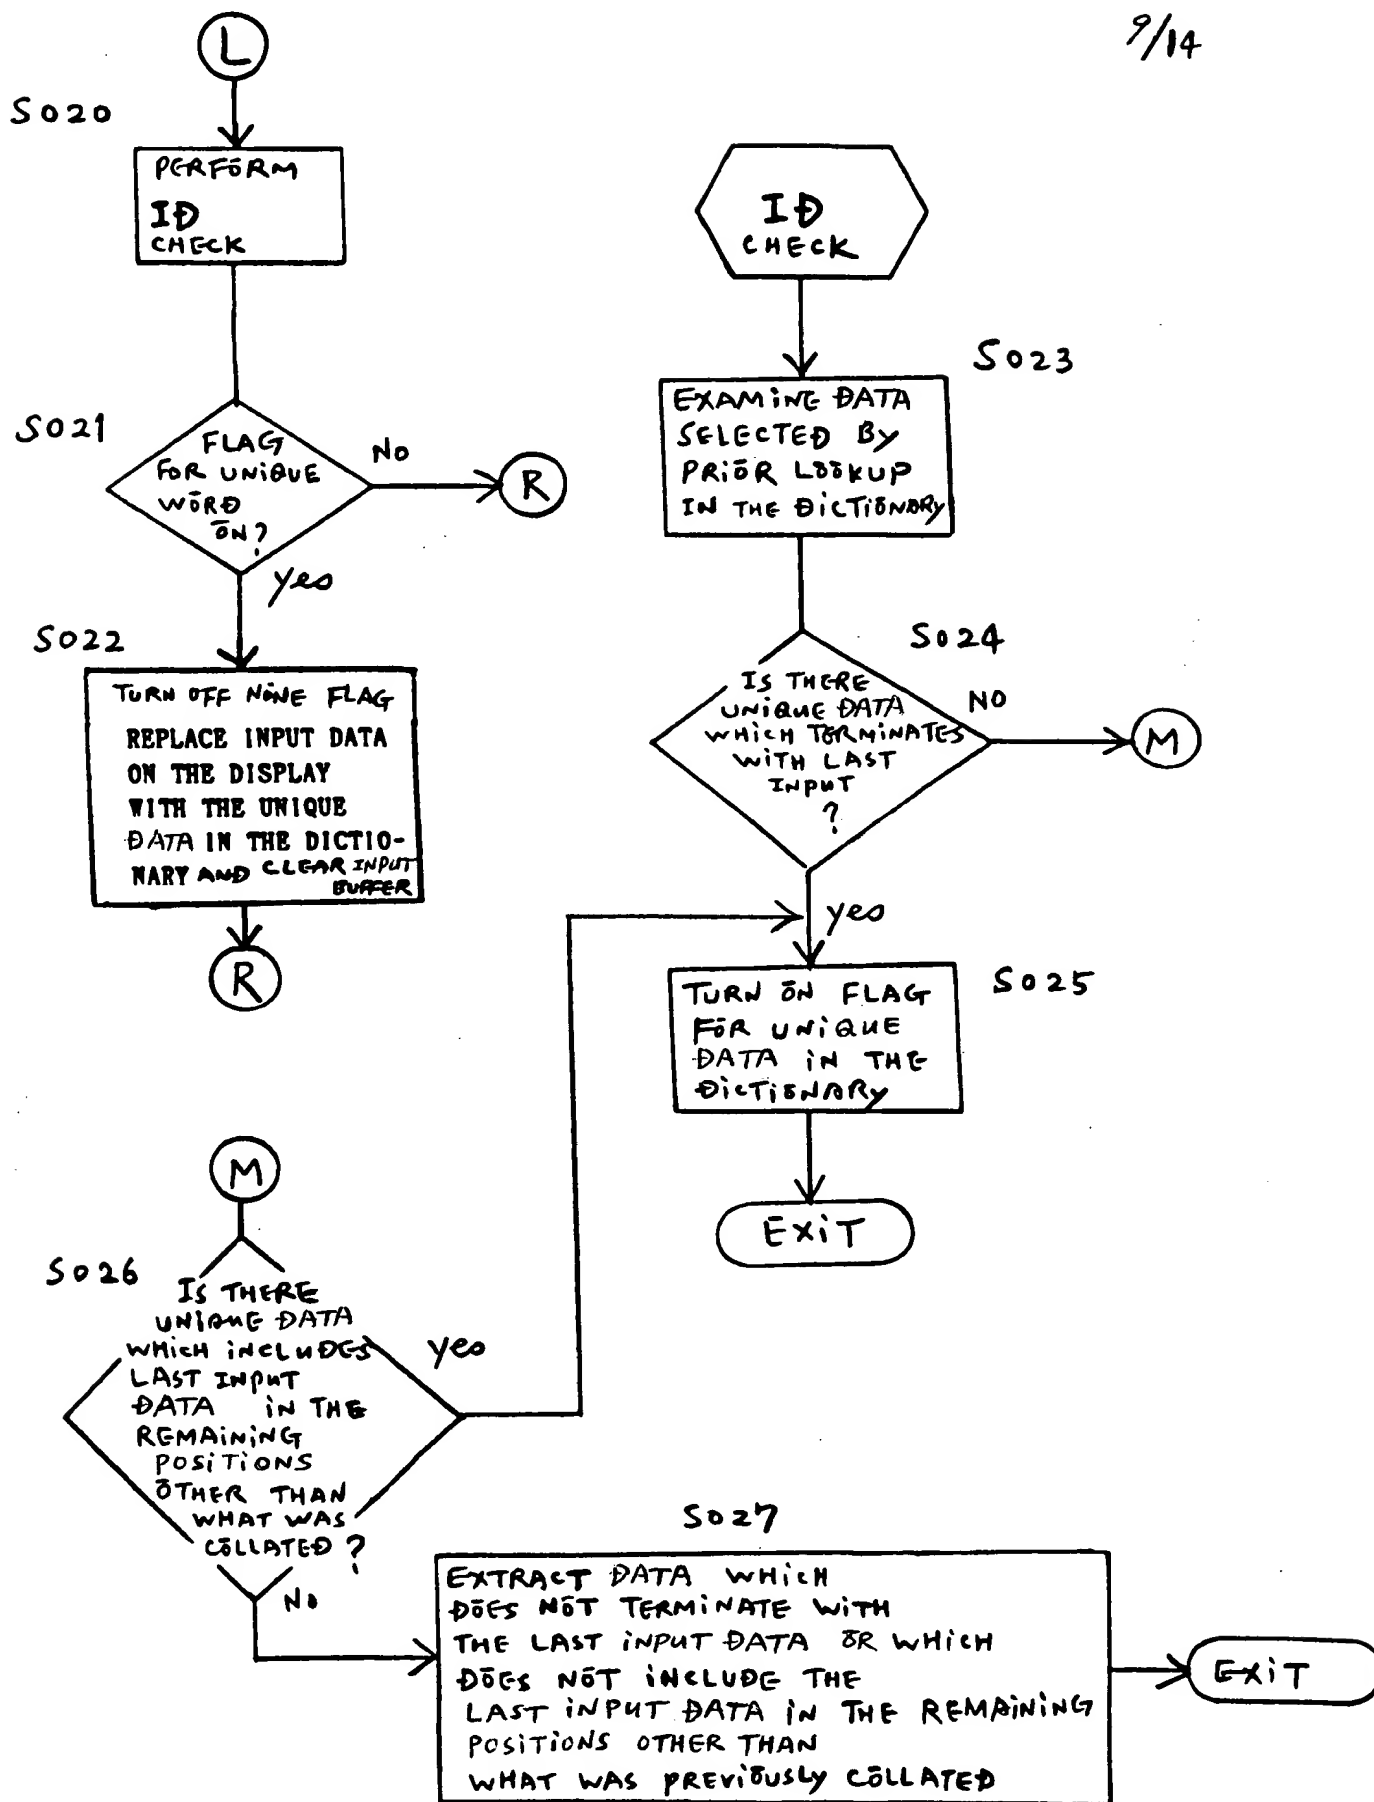 9/14
L
S020
PERFORM
ID
CHECK
S021
FLAG
FOR UNIQUE
WORD
ON?
NO
R
yes
S022
TURN OFF NONE FLAG
REPLACE INPUT DATA
ON THE DISPLAY
WITH THE UNIQUE
DATA IN THE DICTIO-
NARY AND CLEAR INPUT
BUFFER
R
ID
CHECK
S023
EXAMINE DATA
SELECTED BY
PRIOR LOOKUP
IN THE DICTIONARY
S024
IS THERE
UNIQUE DATA
WHICH TERMINATES
WITH LAST
INPUT
?
NO
M
yes
S025
TURN ON FLAG
FOR UNIQUE
DATA IN THE
DICTIONARY
EXIT
M
S026
IS THERE
UNIQUE DATA
WHICH INCLUDES
LAST INPUT
DATA IN THE
REMAINING
POSITIONS
OTHER THAN
WHAT WAS
COLLATED?
yes
NO
S027
EXTRACT DATA WHICH
DOES NOT TERMINATE WITH
THE LAST INPUT DATA OR WHICH
DOES NOT INCLUDE THE
LAST INPUT DATA IN THE REMAINING
POSITIONS OTHER THAN
WHAT WAS PREVIOUSLY COLLATED
EXIT